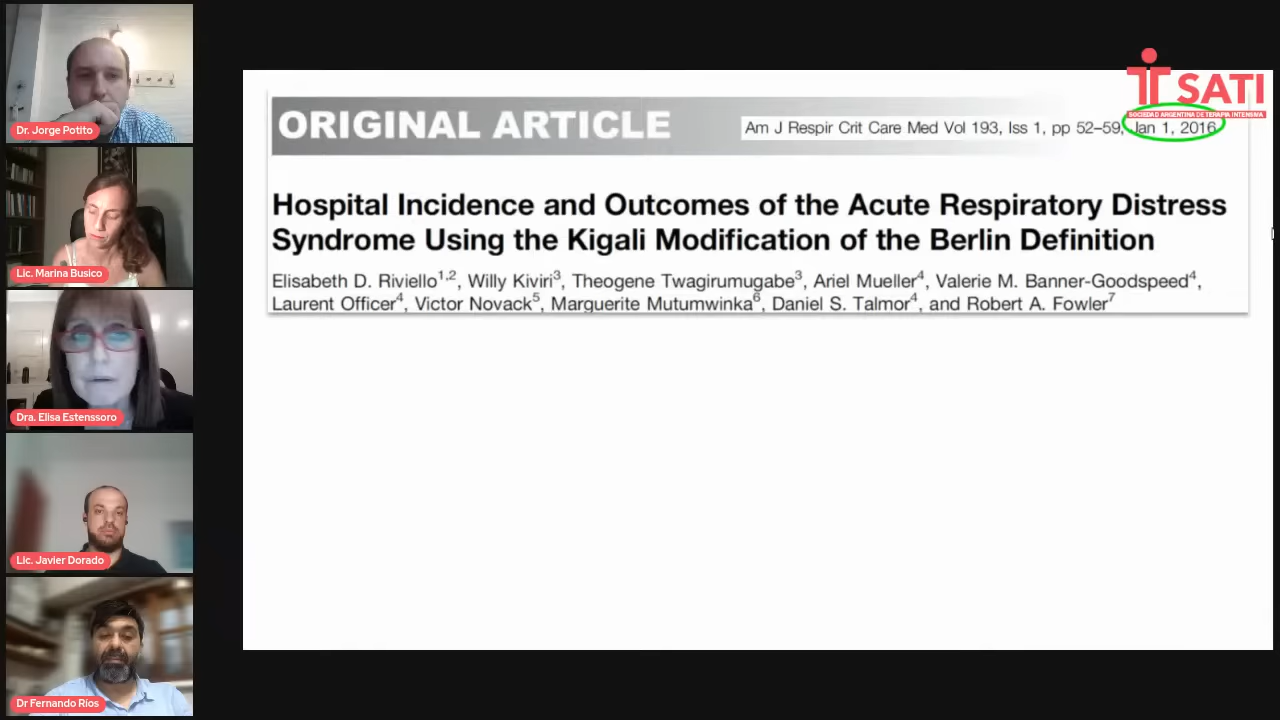 Dr. Jorge Potito
Lic. Marina Busico
Dra. Elisa Estenssoro
Lic. Javier Dorado
Dr Fernando Ríos
SATI
SOCIEDAD ARGENTINA DE TERAPIA INTENSIVA
ORIGINAL ARTICLE
Am J Respir Crit Care Med Vol 193, Iss 1, pp 52–59, Jan 1, 2016
Hospital Incidence and Outcomes of the Acute Respiratory Distress
Syndrome Using the Kigali Modification of the Berlin Definition
Elisabeth D. Riviello1,2, Willy Kiviri3, Theogene Twagirumugabe3, Ariel Mueller4, Valerie M. Banner-Goodspeed4,
Laurent Officer4, Victor Novack5, Marguerite Mutumwinka6, Daniel S. Talmor4, and Robert A. Fowler7